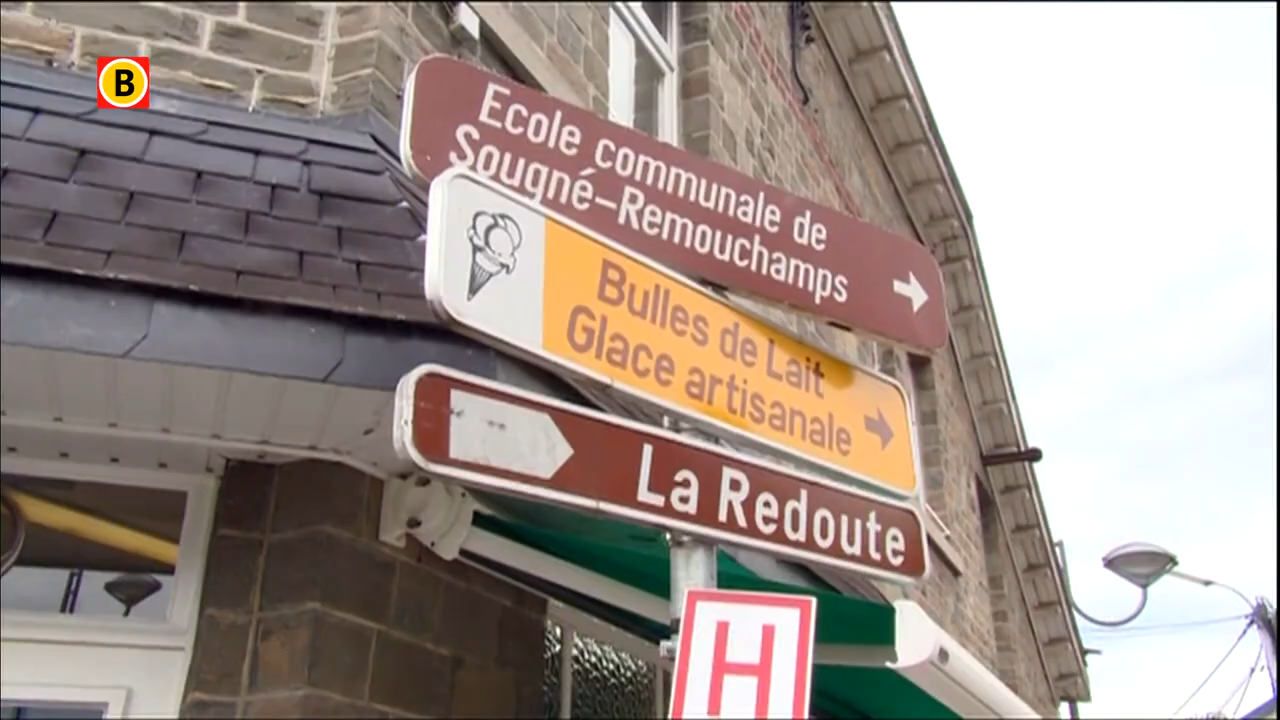 B
Ecole communale de
Sougné-Remouchamps
Bulles de Lait
Glace artisanale
La Redoute
H